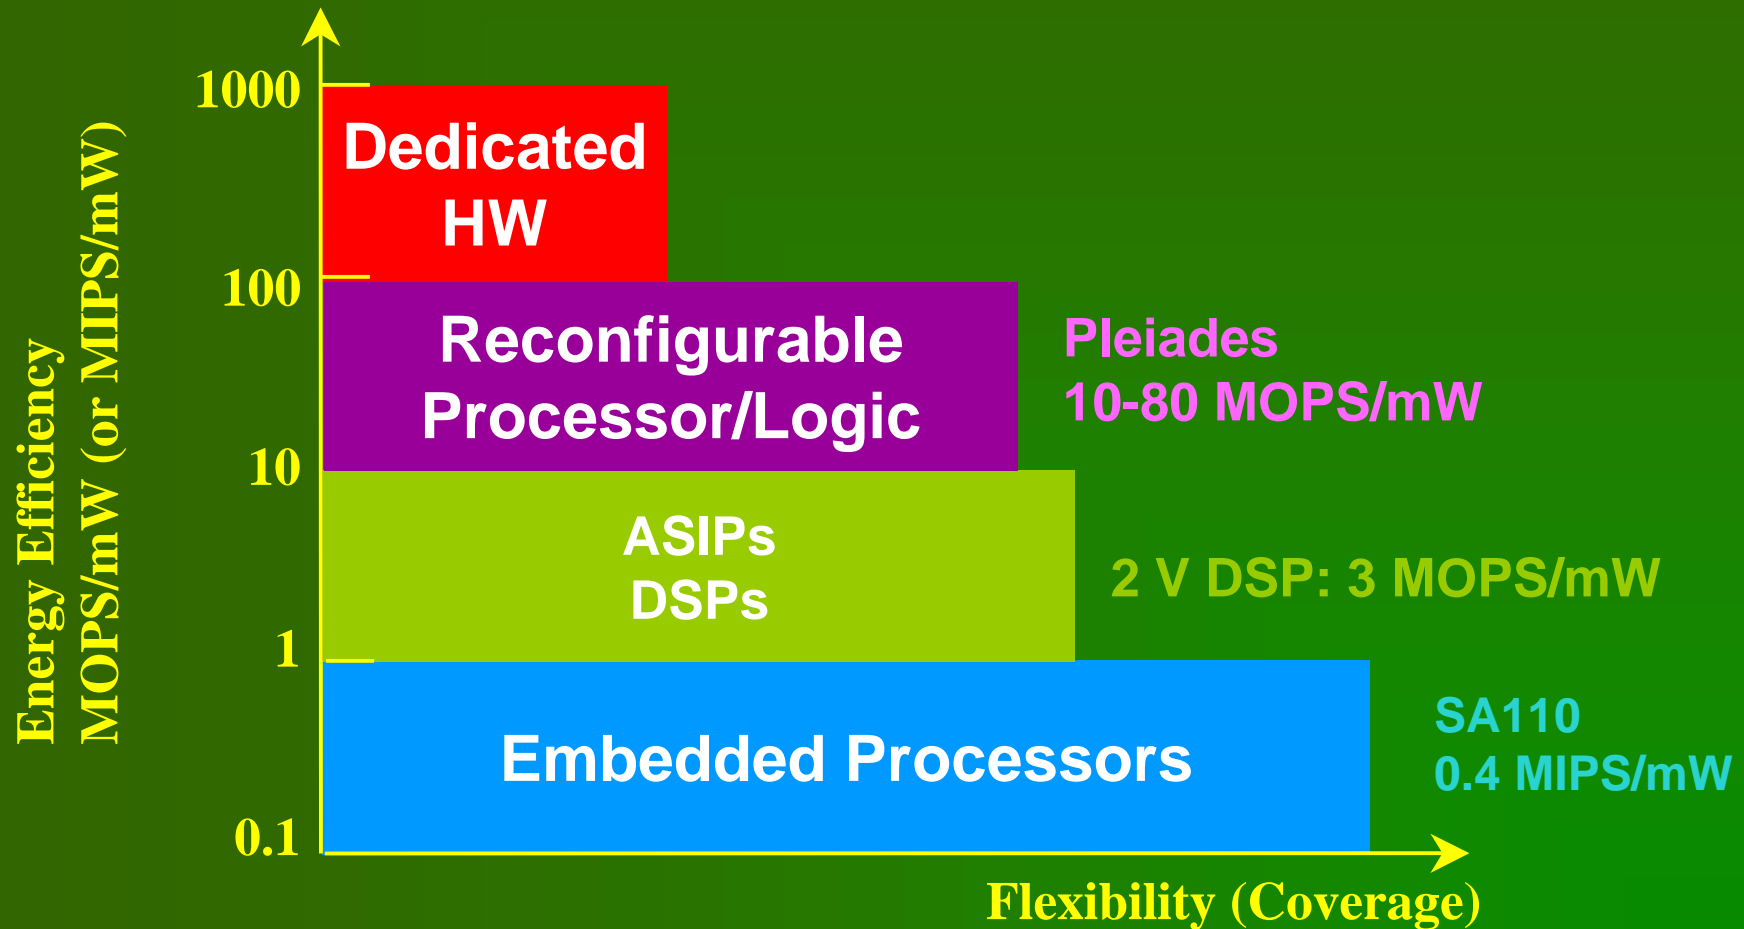 Energy Efficiency
MOPS/mW (or MIPS/mW)
1000
100
10
1
0.1
Dedicated
HW
Reconfigurable
Processor/Logic
Pleiades
10-80 MOPS/mW
ASIPs
DSPs
2 V DSP: 3 MOPS/mW
Embedded Processors
SA110
0.4 MIPS/mW
Flexibility (Coverage)